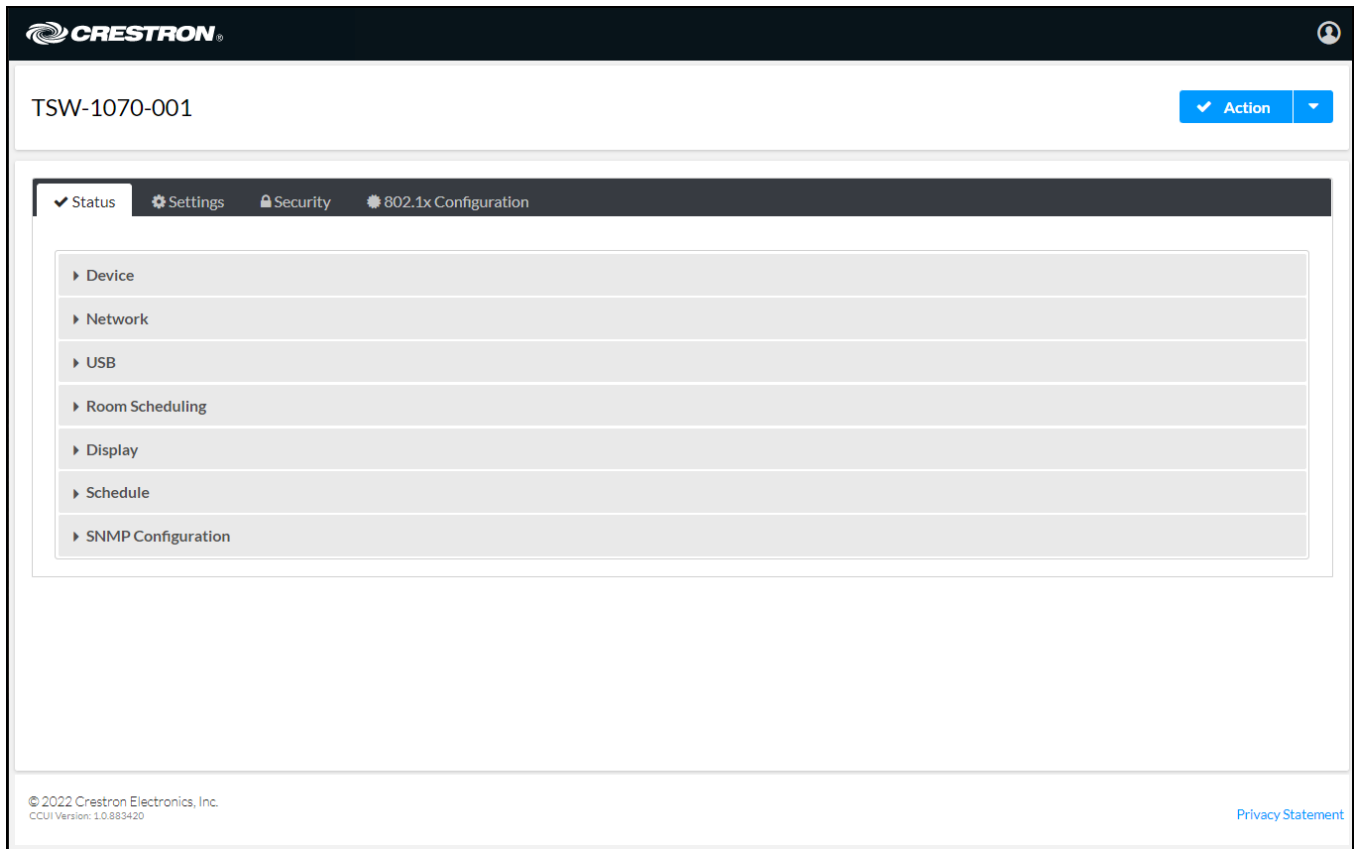 CRESTRON®
TSW-1070-001
Action
Status Settings Security 802.1x Configuration
Device
Network
USB
Room Scheduling
Display
Schedule
SNMP Configuration
© 2022 Crestron Electronics, Inc.
CCUI Version: 1.0.883420
Privacy Statement